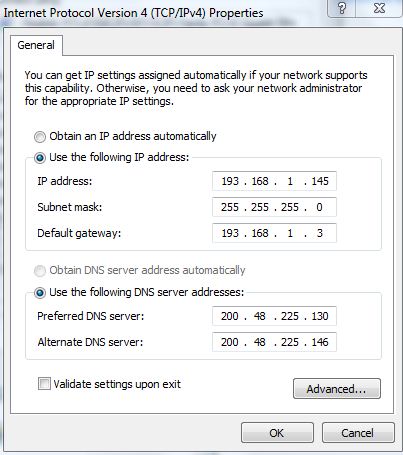 Internet Protocol Version 4 (TCP/IPv4) Properties
?
General
You can get IP settings assigned automatically if your network supports
this capability. Otherwise, you need to ask your network administrator
for the appropriate IP settings.
Obtain an IP address automatically
Use the following IP address:
IP address: 193 . 168 . 1 . 145
Subnet mask: 255 . 255 . 255 . 0
Default gateway: 193 . 168 . 1 . 3
Obtain DNS server address automatically
Use the following DNS server addresses:
Preferred DNS server: 200 . 48 . 225 . 130
Alternate DNS server: 200 . 48 . 225 . 146
Validate settings upon exit
Advanced...
OK Cancel